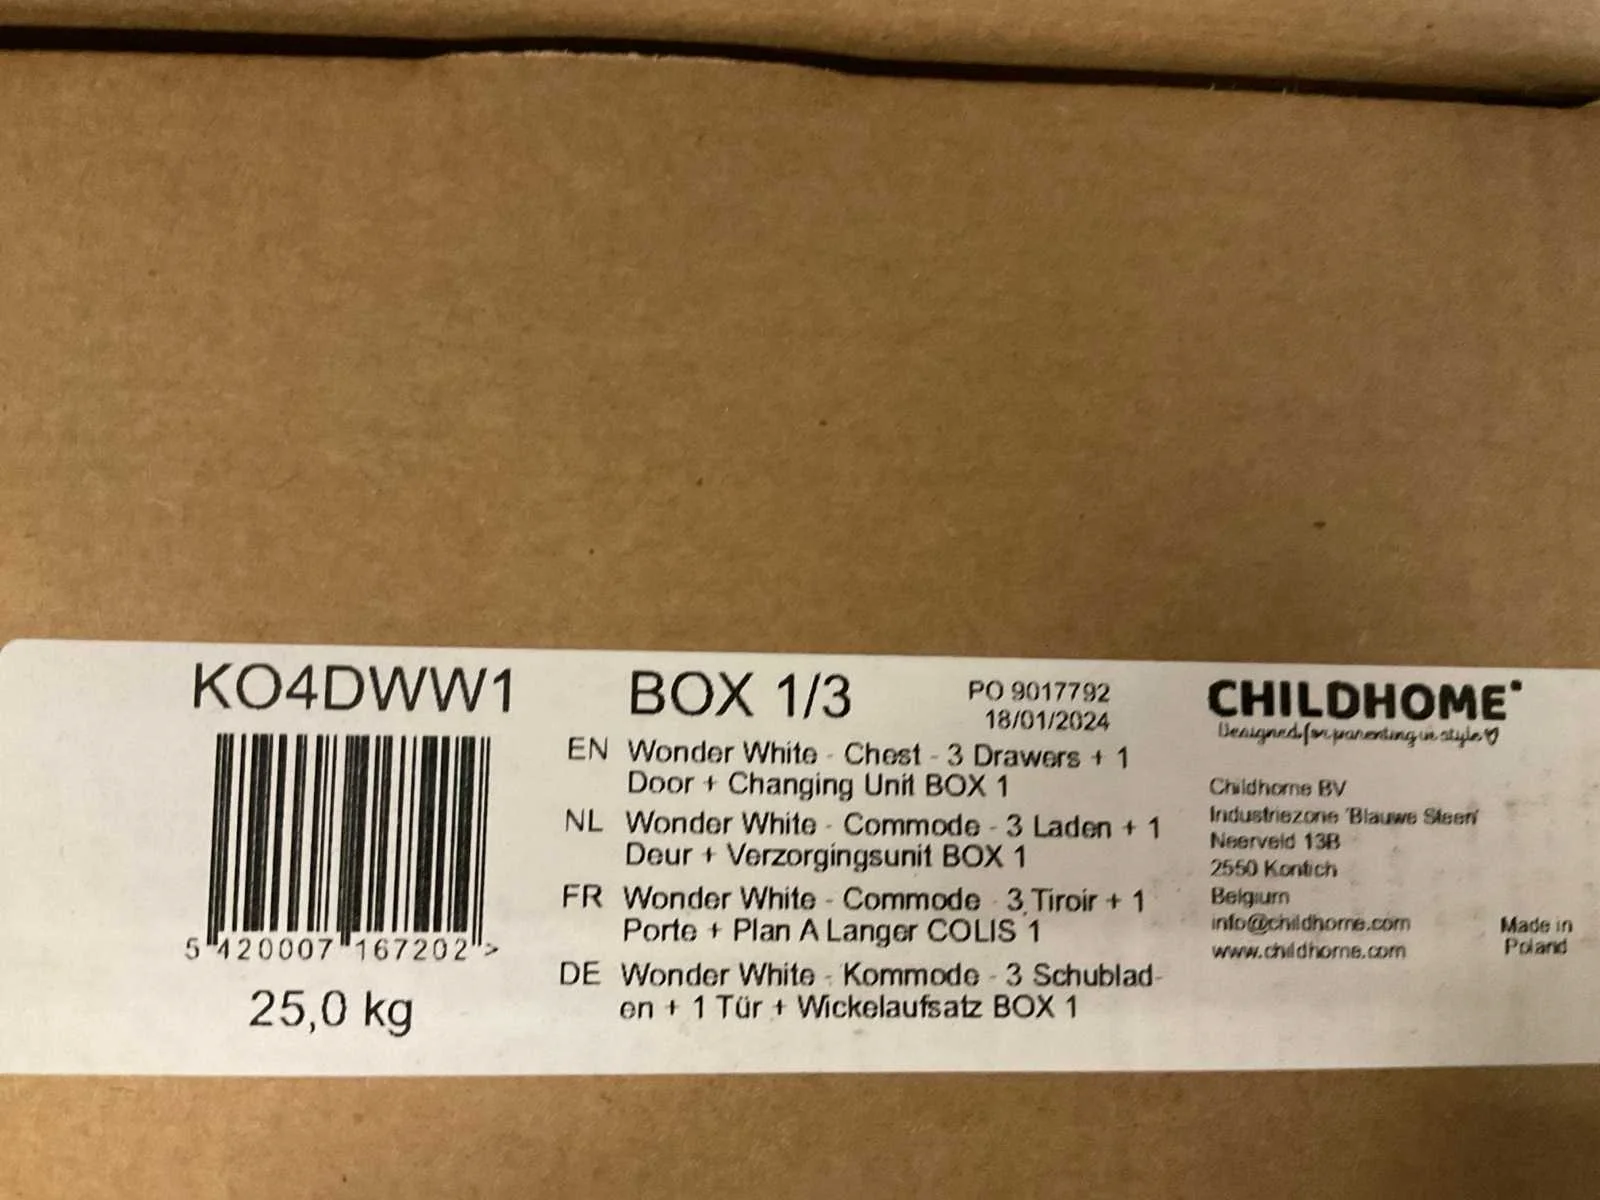 KO4DWW1
5 420007 167202 >
25,0 kg
BOX 1/3
PO 9017792
18/01/2024
EN Wonder White - Chest - 3 Drawers + 1
Door + Changing Unit BOX 1
NL Wonder White - Commode - 3 Laden + 1
Deur + Verzorgingsunit BOX 1
FR Wonder White - Commode - 3 Tiroir + 1
Porte + Plan A Langer COLIS 1
DE Wonder White - Kommode - 3 Schublad-
en + 1 Tür + Wickelaufsatz BOX 1
CHILDHOME
Designed for parenting in style
Childhome BV
Industriezone 'Blauwe Steen'
Neerveld 13B
2550 Kontich
Belgium
info@childhome.com
www.childhome.com
Made in
Poland